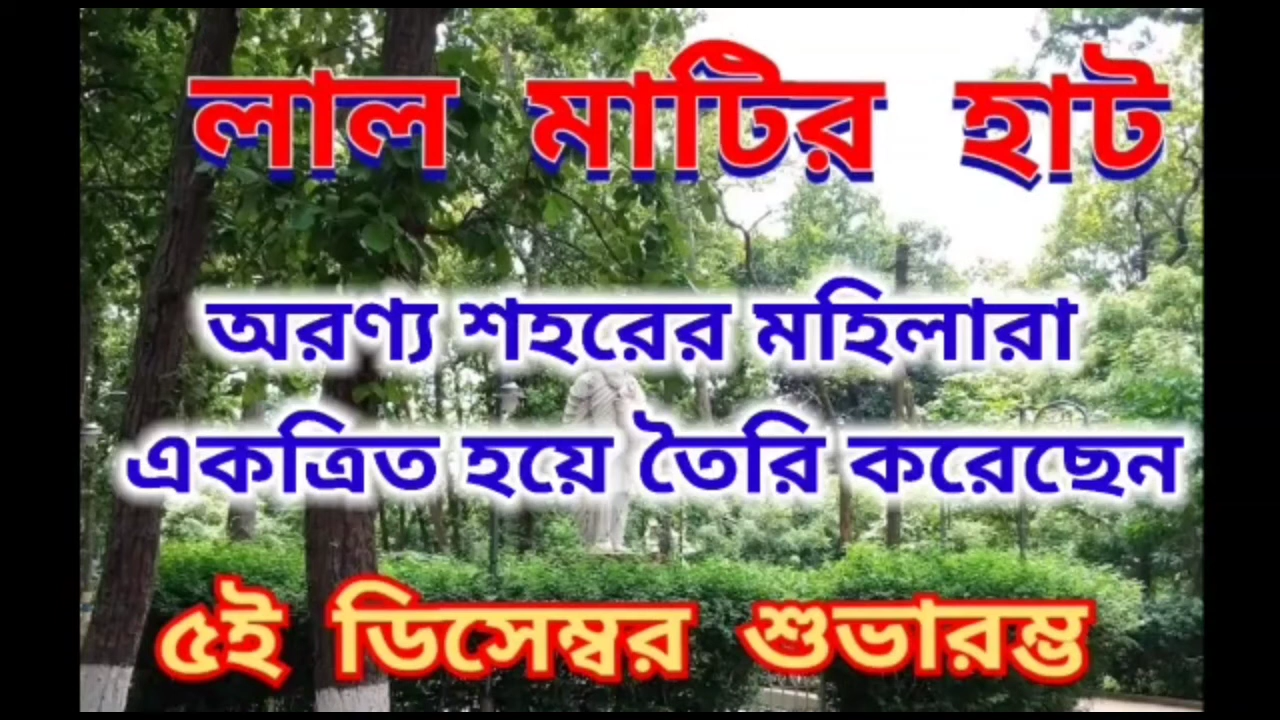 লাল মাটির হাট
অরণ্য শহরের মহিলারা
একত্রিত হয়ে তৈরি করেছেন
৫ই ডিসেম্বর শুভারম্ভ